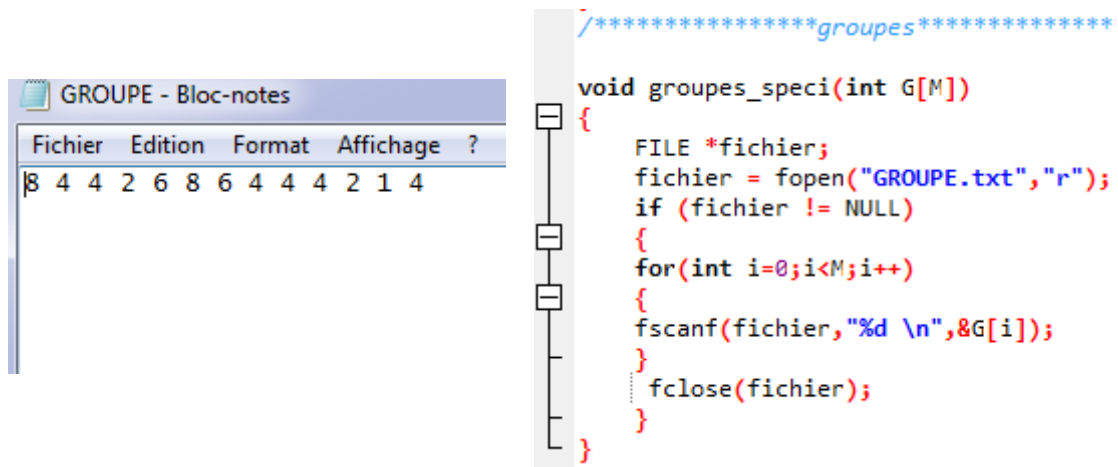 GROUPE - Bloc-notes
Fichier Edition Format Affichage ?
8 4 4 2 6 8 6 4 4 4 2 1 4
/****************groupes**************
void groupes_speci(int G[M])
{
FILE *fichier;
fichier = fopen("GROUPE.txt","r");
if (fichier != NULL)
{
for(int i=0;i<M;i++)
{
fscanf(fichier,"%d \n",&G[i]);
}
fclose(fichier);
}
}